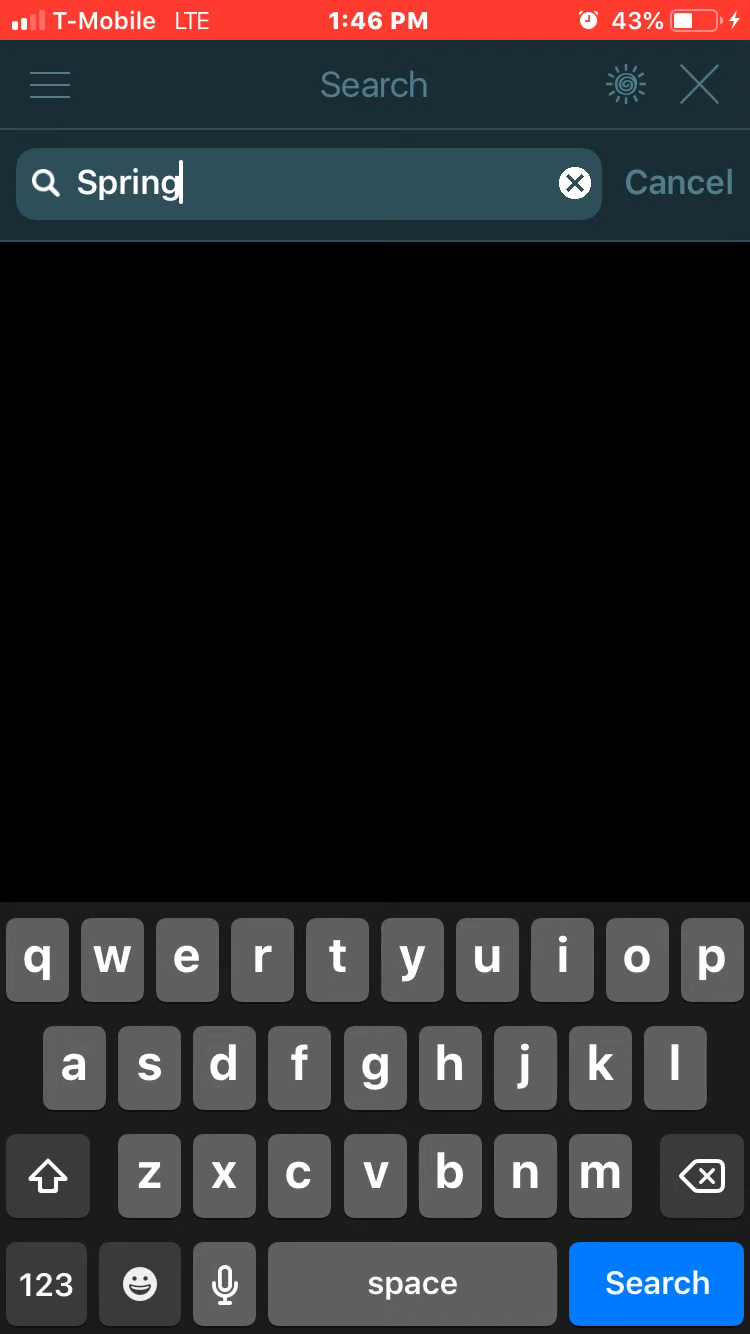 T-Mobile LTE 1:46 PM 43%
Search
Spring Cancel
q w e r t y u i o p
a s d f g h j k l
z x c v b n m
123 space Search